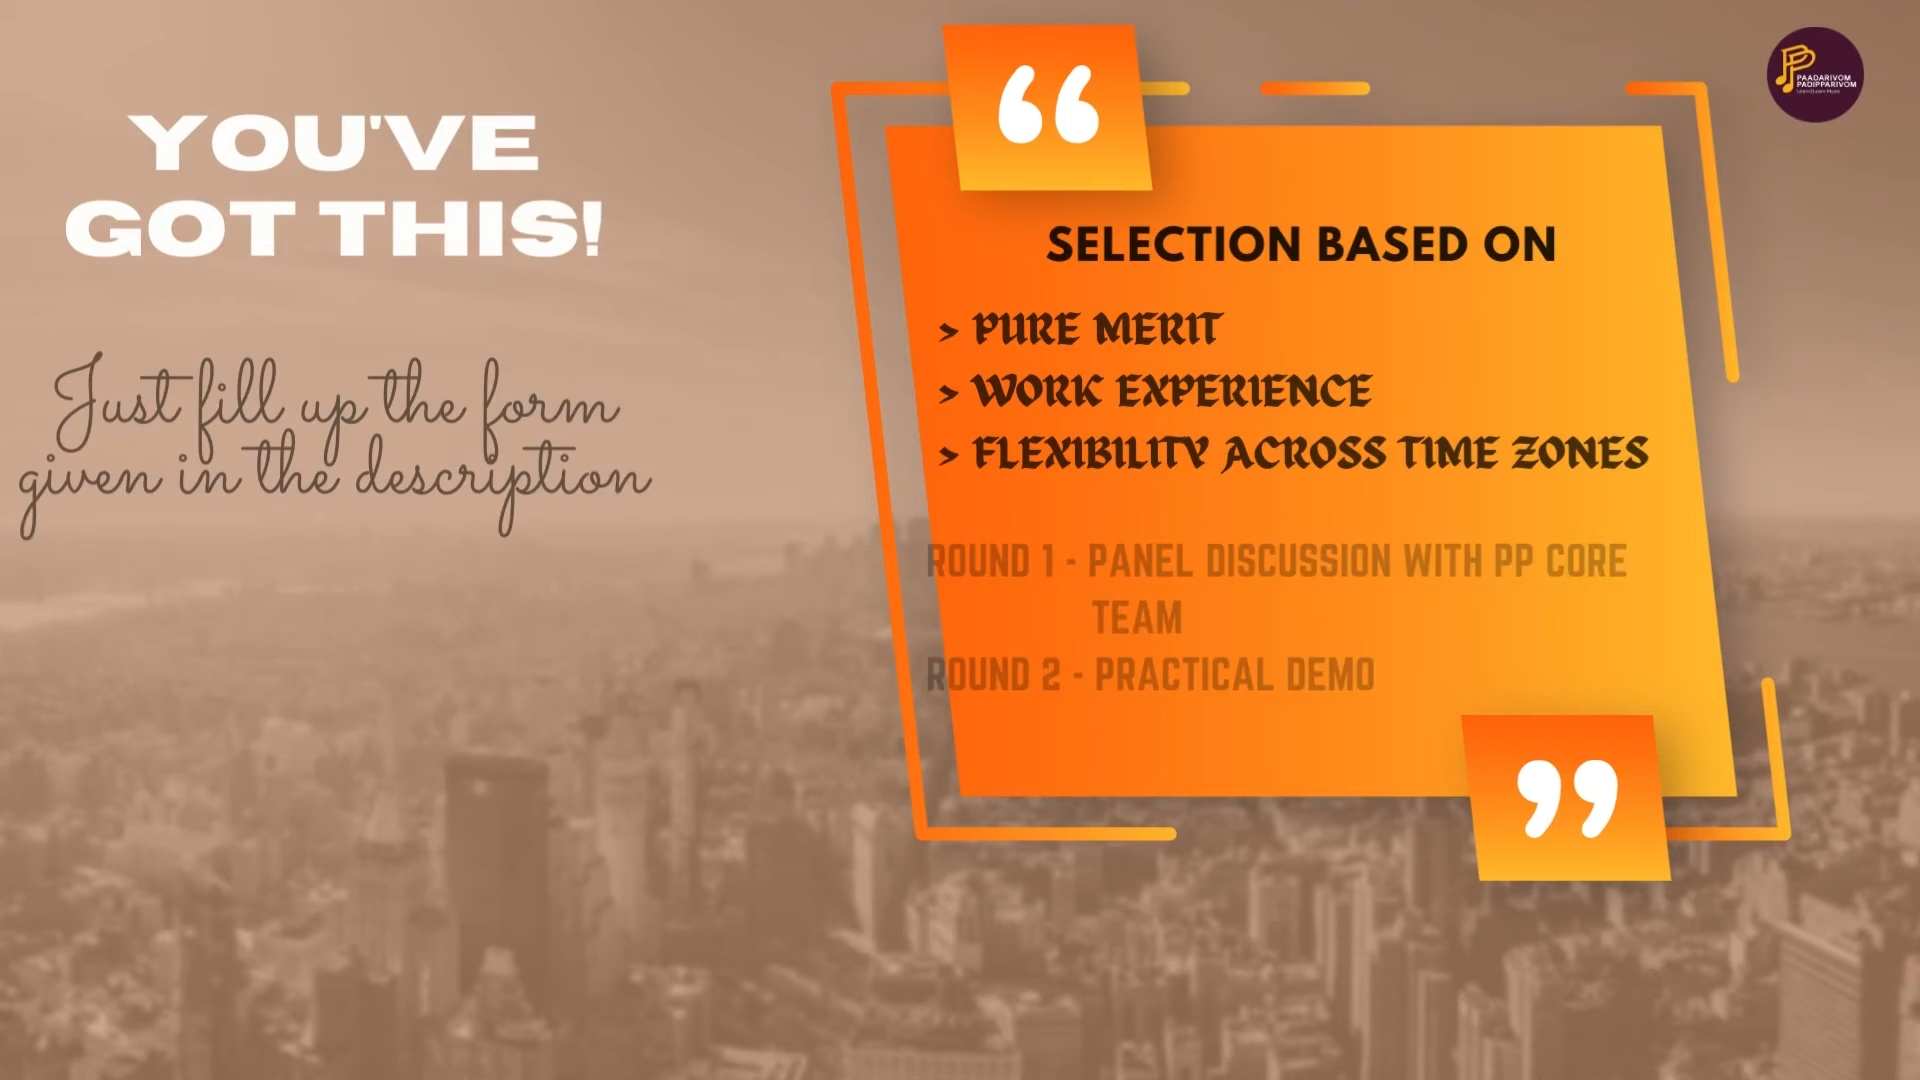 YOU'VE
GOT THIS!
Just fill up the form
given in the description
“
SELECTION BASED ON
> PURE MERIT
> WORK EXPERIENCE
> FLEXIBILITY ACROSS TIME ZONES
ROUND 1 - PANEL DISCUSSION WITH PP CORE
TEAM
ROUND 2 - PRACTICAL DEMO
”
PAADARIVOM
PADIPPARIVOM